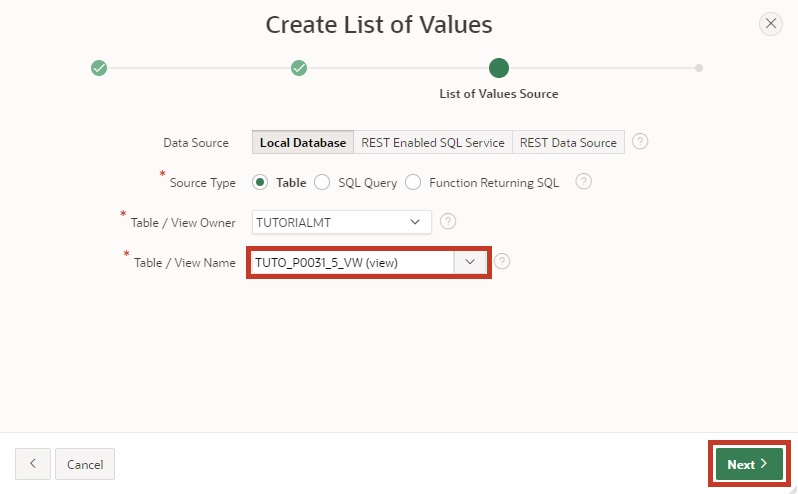 Create List of Values
List of Values Source
Data Source Local Database REST Enabled SQL Service REST Data Source ?
* Source Type Table SQL Query Function Returning SQL ?
* Table / View Owner TUTORIALMT ?
* Table / View Name TUTO_P0031_5_VW (view) ?
Cancel Next